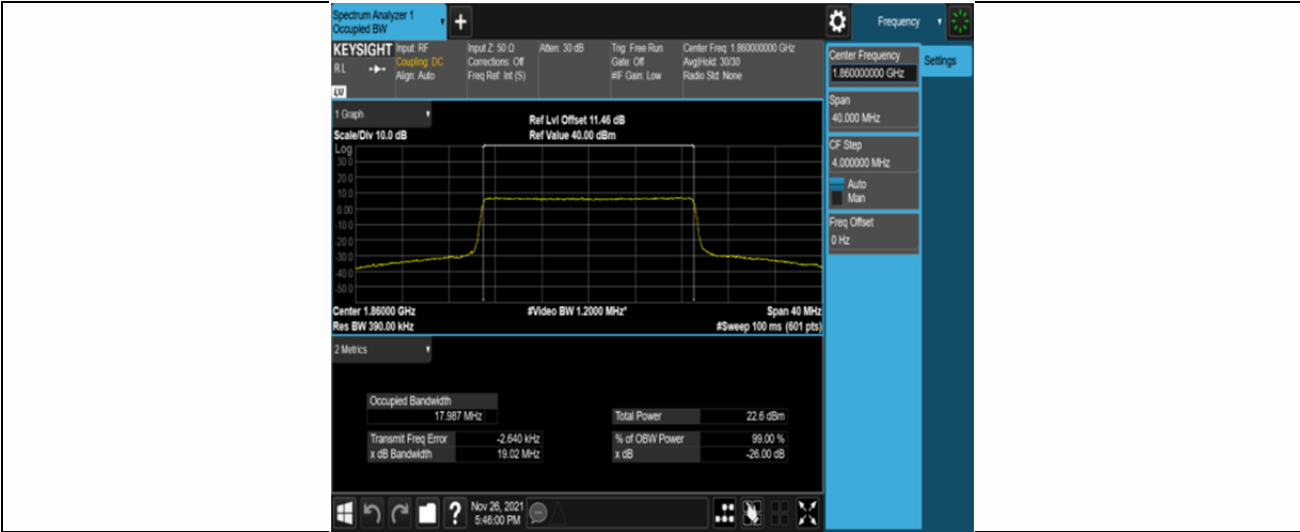 Spectrum Analyzer 1
Occupied BW
+
Frequency
KEYSIGHT
RL
LXI
Input: RF
Coupling: DC
Align: Auto
Input Z: 50 Ω
Corrections: Off
Freq Ref: Int (S)
Atten: 30 dB
Trig: Free Run
Gate: Off
#IF Gain: Low
Center Freq: 1.860000000 GHz
Avg|Hold: 30/30
Radio Std: None
Center Frequency
1.860000000 GHz
Settings
Span
40.000 MHz
CF Step
4.000000 MHz
Auto
Man
Freq Offset
0 Hz
1 Graph
Ref Lvl Offset 11.46 dB
Scale/Div 10.0 dB
Ref Value 40.00 dBm
Log
30.0
20.0
10.0
0.00
-10.0
-20.0
-30.0
-40.0
-50.0
Center 1.86000 GHz
#Video BW 1.2000 MHz*
Span 40 MHz
Res BW 390.00 kHz
#Sweep 100 ms (601 pts)
2 Metrics
Occupied Bandwidth
17.987 MHz
Total Power 22.6 dBm
Transmit Freq Error -2.640 kHz
% of OBW Power 99.00 %
x dB Bandwidth 19.02 MHz
x dB -26.00 dB
?
Nov 26, 2021
5:46:00 PM